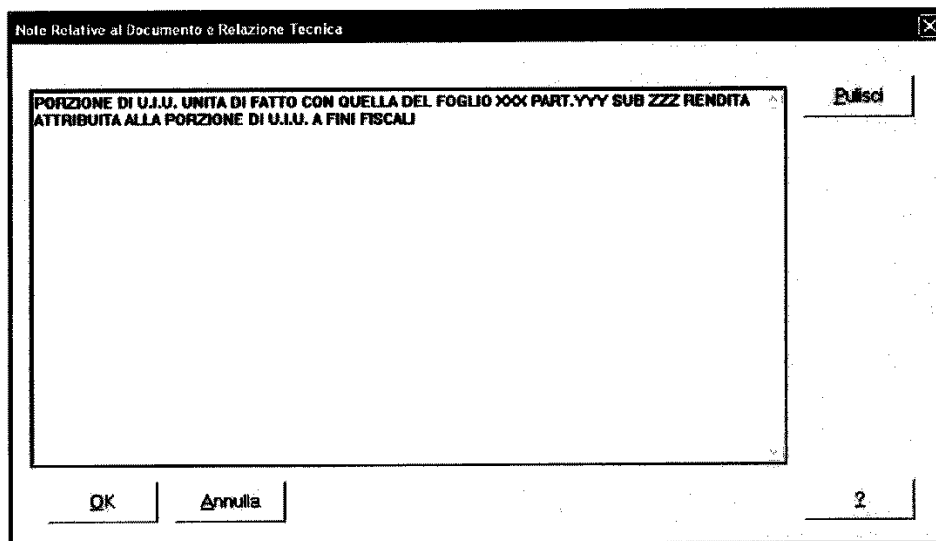 Note Relative al Documento e Relazione Tecnica
PORZIONE DI U.I.U. UNITA DI FATTO CON QUELLA DEL FOGLIO XXX PART.YYY SUB ZZZ RENDITA
ATTRIBUITA ALLA PORZIONE DI U.I.U. A FINI FISCALI
Pulisci
OK
Annulla
?